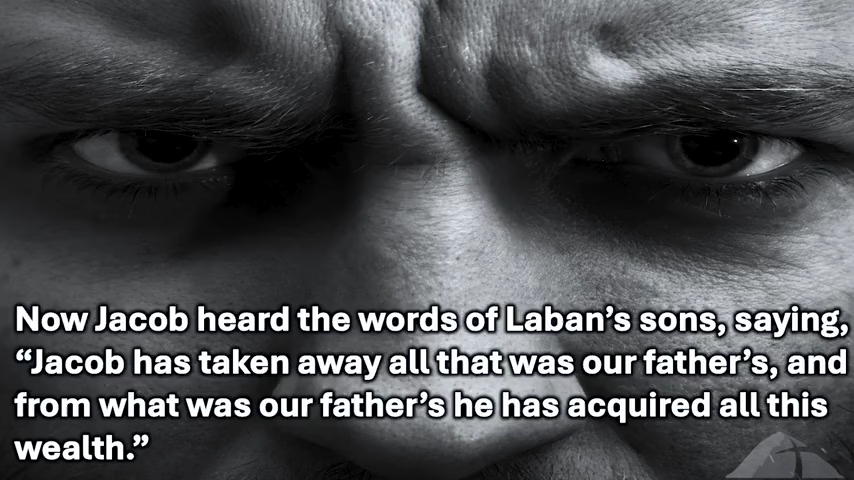 Now Jacob heard the words of Laban’s sons, saying,
“Jacob has taken away all that was our father’s, and
from what was our father’s he has acquired all this
wealth.”